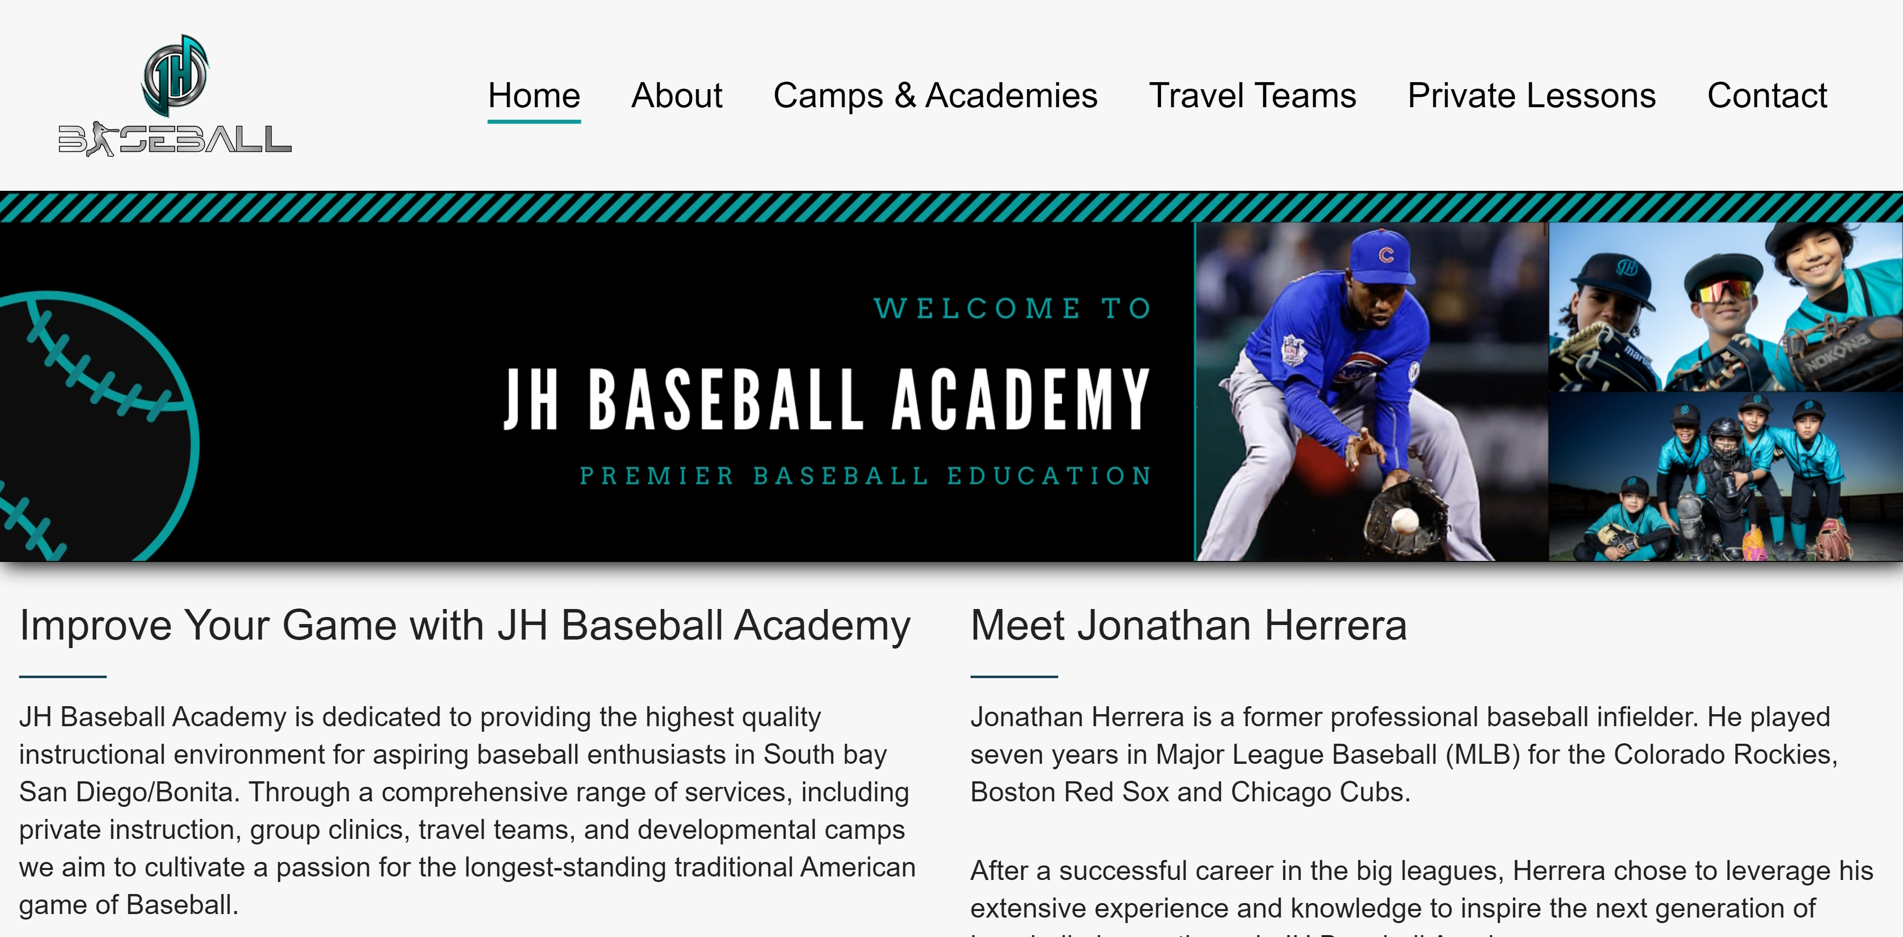 JH
BASEBALL
Home
About
Camps & Academies
Travel Teams
Private Lessons
Contact
WELCOME TO
JH BASEBALL ACADEMY
PREMIER BASEBALL EDUCATION
C
JH
marucci
NOKONA
Improve Your Game with JH Baseball Academy
JH Baseball Academy is dedicated to providing the highest quality
instructional environment for aspiring baseball enthusiasts in South bay
San Diego/Bonita. Through a comprehensive range of services, including
private instruction, group clinics, travel teams, and developmental camps
we aim to cultivate a passion for the longest-standing traditional American
game of Baseball.
Meet Jonathan Herrera
Jonathan Herrera is a former professional baseball infielder. He played
seven years in Major League Baseball (MLB) for the Colorado Rockies,
Boston Red Sox and Chicago Cubs.
After a successful career in the big leagues, Herrera chose to leverage his
extensive experience and knowledge to inspire the next generation of